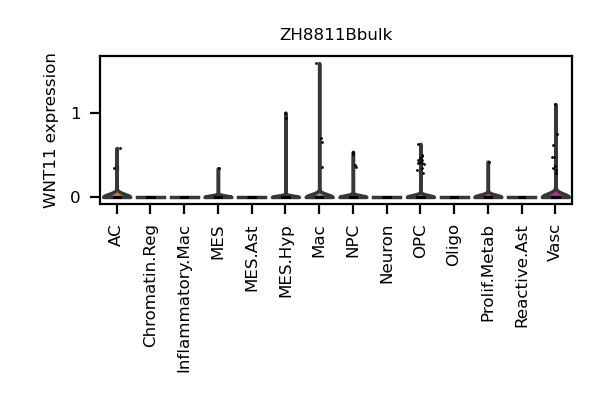 ZH8811Bbulk
WNT11 expression
1
0
AC
Chromatin.Reg
Inflammatory.Mac
MES
MES.Ast
MES.Hyp
Mac
NPC
Neuron
OPC
Oligo
Prolif.Metab
Reactive.Ast
Vasc